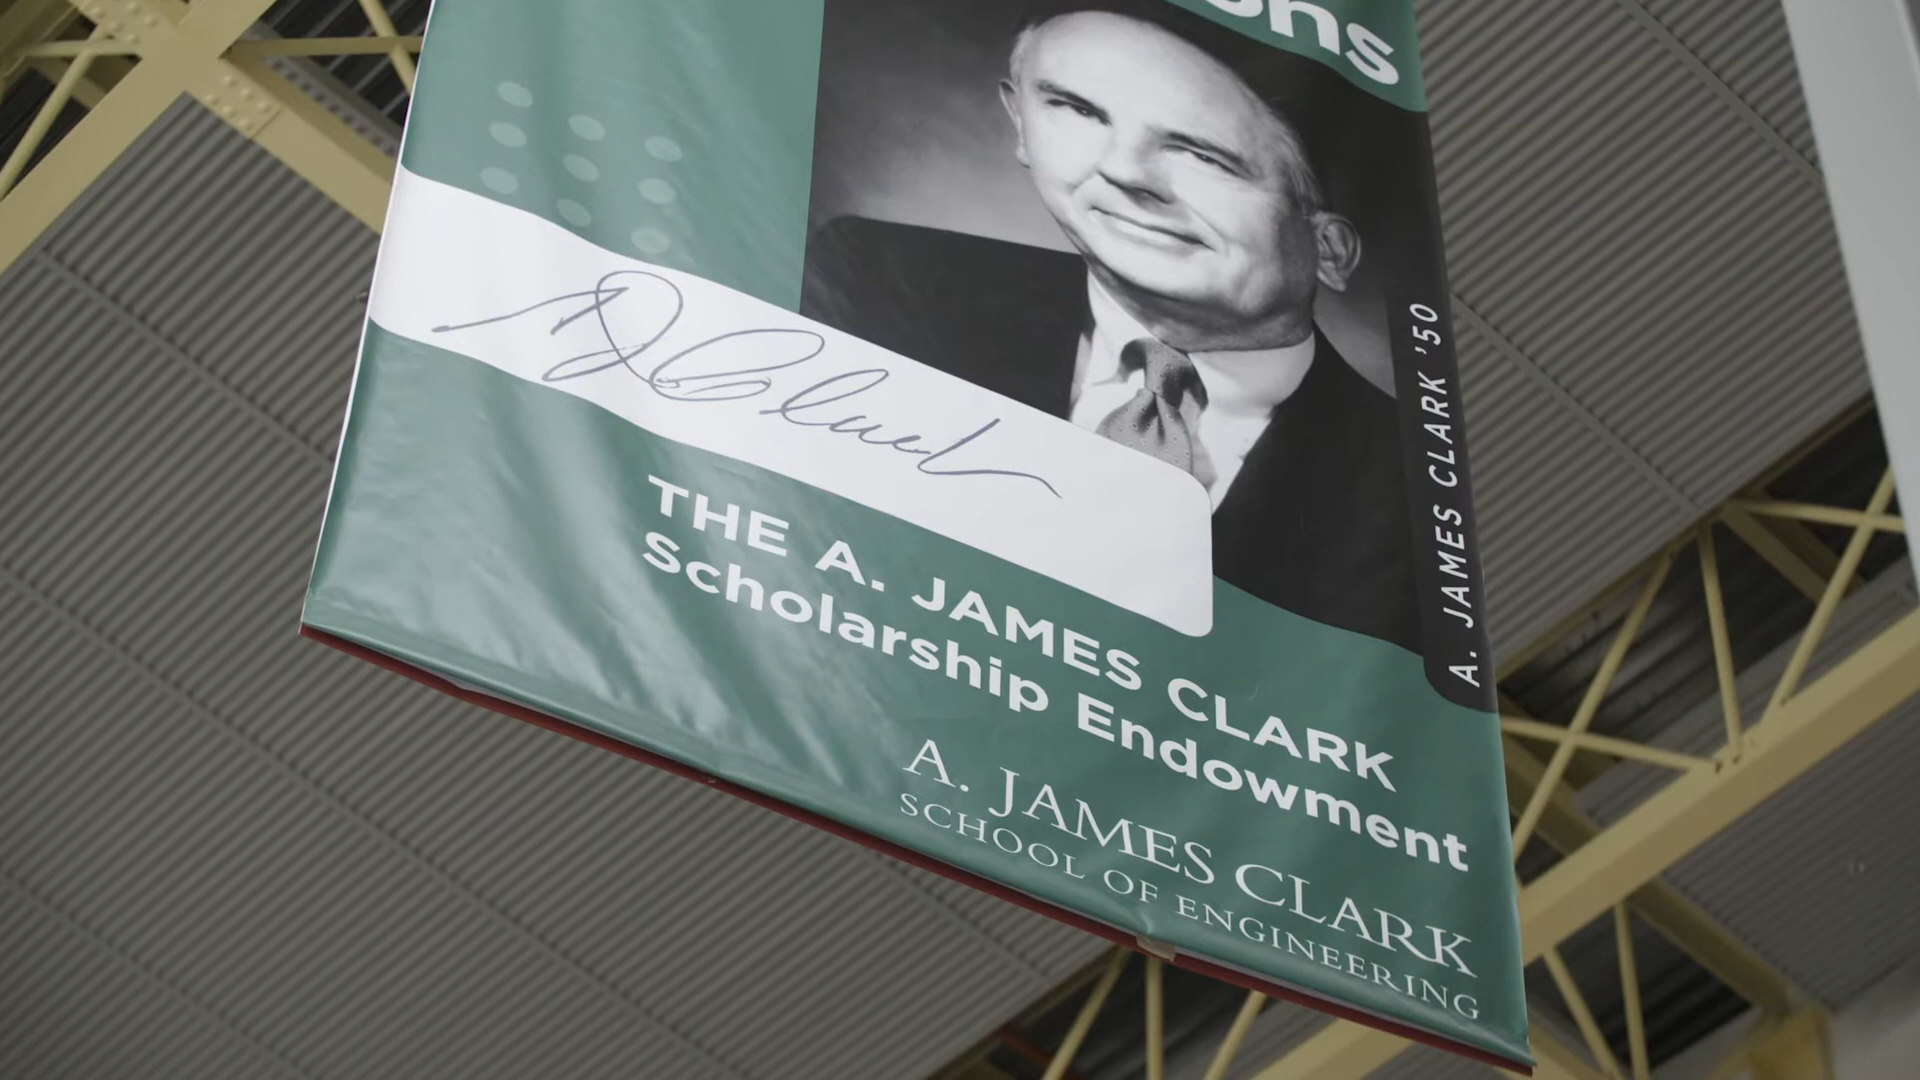 A. JAMES CLARK '50
THE A. JAMES CLARK
Scholarship Endowment
A. JAMES CLARK
SCHOOL OF ENGINEERING